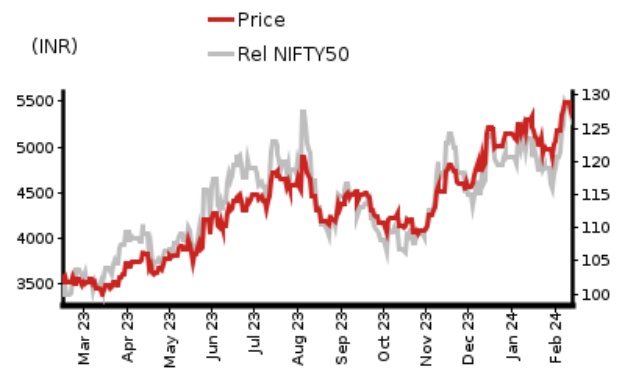 Price
(INR)
Rel NIFTY50
5500
5000
4500
4000
3500
130
125
120
115
110
105
100
Mar 23
Apr 23
May 23
Jun 23
Jul 23
Aug 23
Sep 23
Oct 23
Nov 23
Dec 23
Jan 24
Feb 24